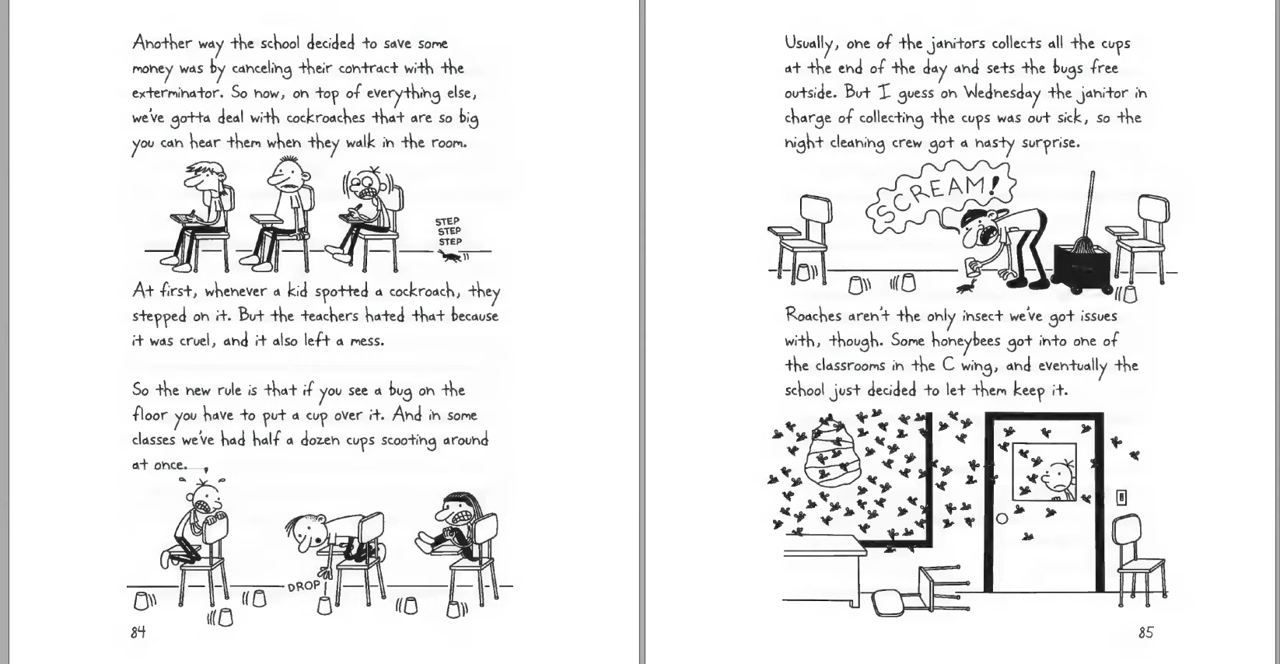 Another way the school decided to save some
money was by canceling their contract with the
exterminator. So now, on top of everything else,
we've gotta deal with cockroaches that are so big
you can hear them when they walk in the room.
STEP
STEP
STEP
At first, whenever a kid spotted a cockroach, they
stepped on it. But the teachers hated that because
it was cruel, and it also left a mess.
So the new rule is that if you see a bug on the
floor you have to put a cup over it. And in some
classes we've had half a dozen cups scooting around
at once.
DROP
84
Usually, one of the janitors collects all the cups
at the end of the day and sets the bugs free
outside. But I guess on Wednesday the janitor in
charge of collecting the cups was out sick, so the
night cleaning crew got a nasty surprise.
SCREAM!
Roaches aren't the only insect we've got issues
with, though. Some honeybees got into one of
the classrooms in the C wing, and eventually the
school just decided to let them keep it.
85